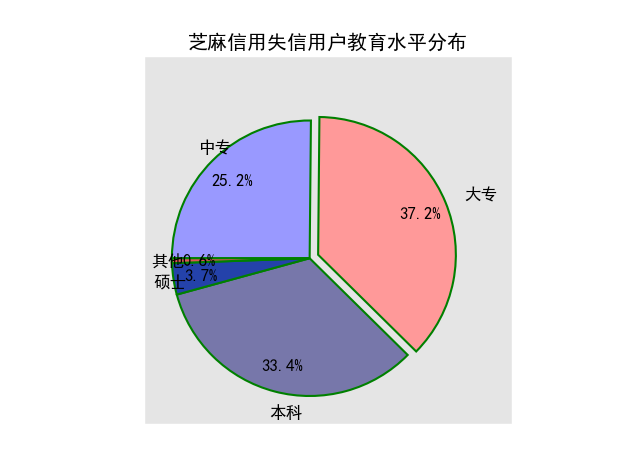 芝麻信用失信用户教育水平分布
中专
25.2%
大专
37.2%
其他
0.6%
硕士
3.7%
33.4%
本科